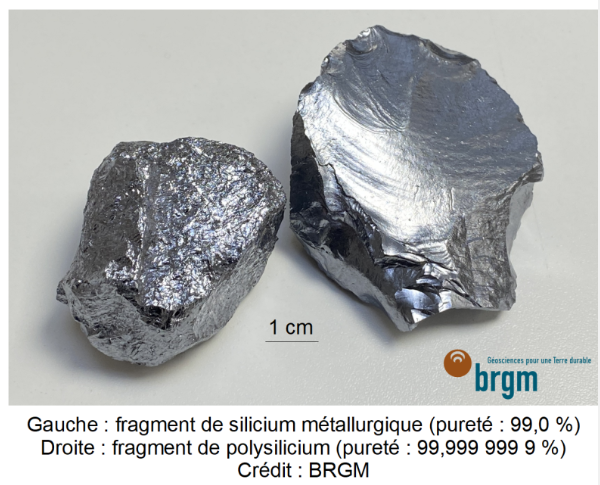 1 cm
Géosciences pour une Terre durable
brgm
Gauche : fragment de silicium métallurgique (pureté : 99,0 %)
Droite : fragment de polysilicium (pureté : 99,999 999 9 %)
Crédit : BRGM